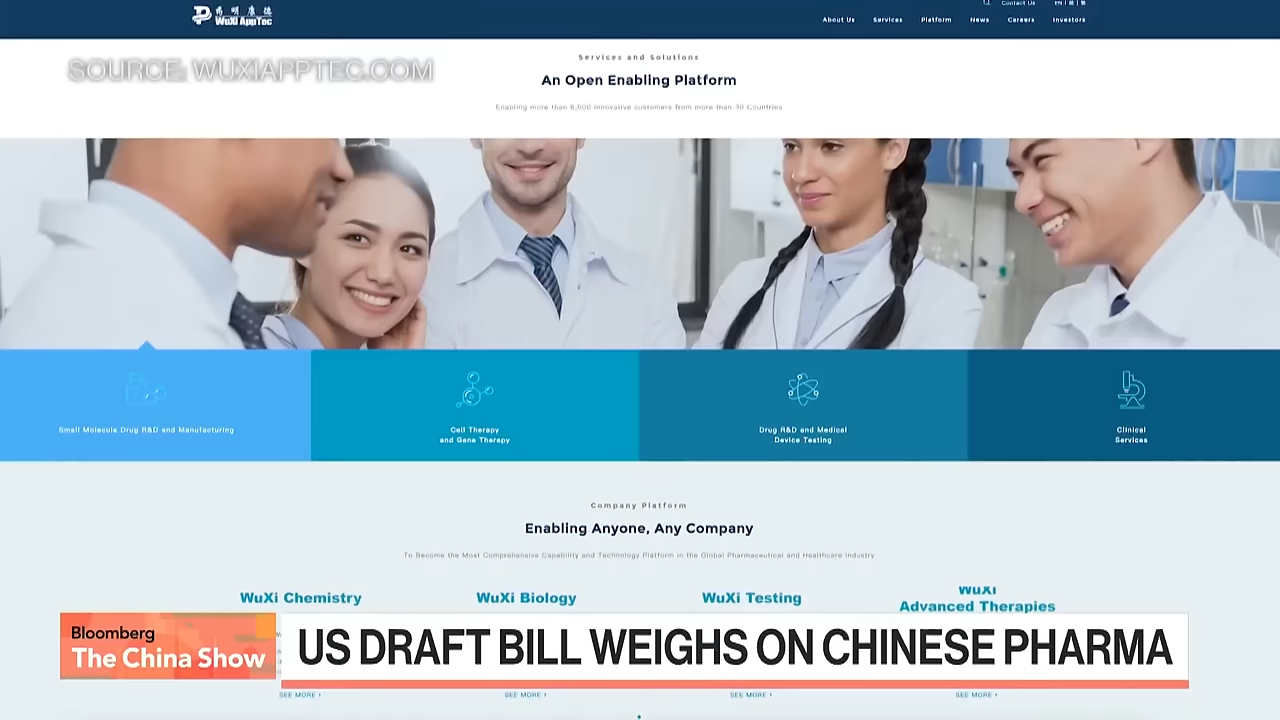 药明康德
WuXi AppTec
Contact Us
EN
About Us
Services
Platform
News
Careers
Investors
SOURCE: WUXIAPPTEC.COM
Services and Solutions
An Open Enabling Platform
Enabling more than 6,000 innovative customers from more than 30 Countries
Small Molecule Drug R&D and Manufacturing
Cell Therapy
and Gene Therapy
Drug R&D and Medical
Device Testing
Clinical
Services
Company Platform
Enabling Anyone, Any Company
To Become the Most Comprehensive Capability and Technology Platform in the Global Pharmaceutical and Healthcare Industry
WuXi Chemistry
WuXi Biology
WuXi Testing
WuXi
Advanced Therapies
Bloomberg
The China Show
US DRAFT BILL WEIGHS ON CHINESE PHARMA
SEE MORE ›
SEE MORE ›
SEE MORE ›
SEE MORE ›